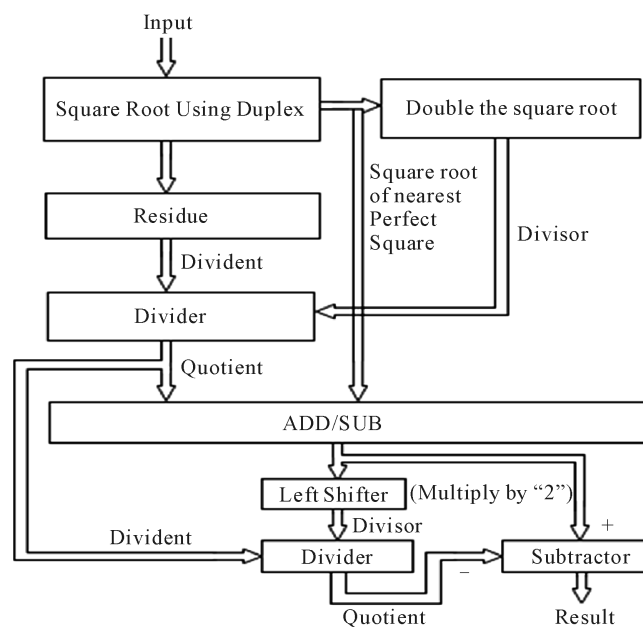 Input
Square Root Using Duplex
Double the square root
Square root
of nearest
Perfect
Square
Residue
Divisor
Divident
Divider
Quotient
ADD/SUB
Left Shifter
(Multiply by “2”)
Divisor
+
Divident
Divider
−
Subtractor
Quotient
Result